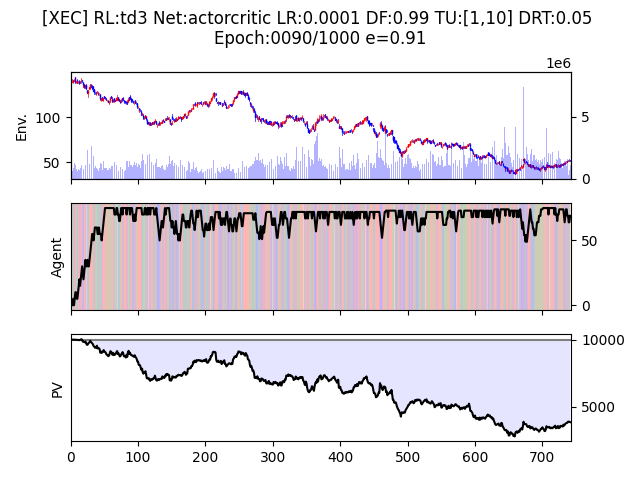 [XEC] RL:td3 Net:actorcritic LR:0.0001 DF:0.99 TU:[1,10] DRT:0.05
Epoch:0090/1000 e=0.91
1e6
Env.
100
50
5
0
Agent
50
0
PV
10000
5000
0 100 200 300 400 500 600 700